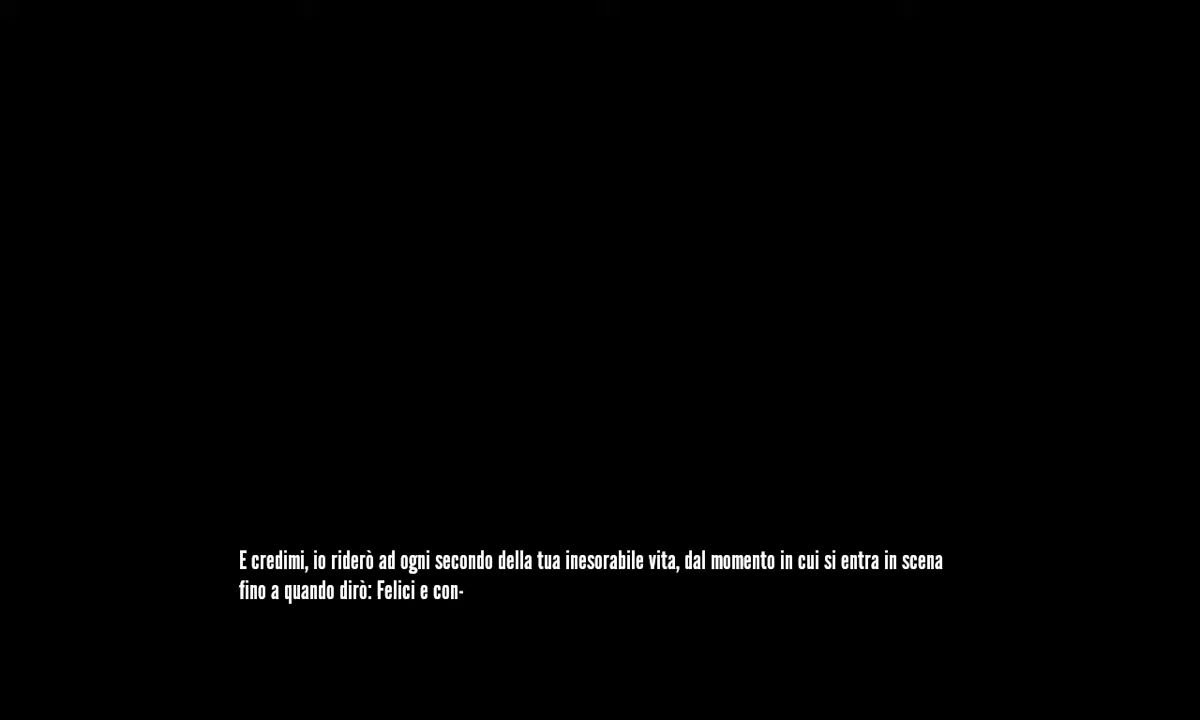 E credimi, io riderò ad ogni secondo della tua inesorabile vita, dal momento in cui si entra in scena
fino a quando dirò: Felici e con-